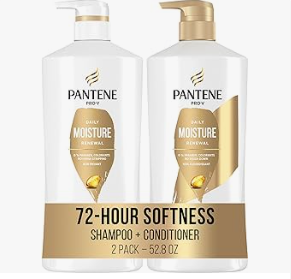 PANTENE
PRO-V
DAILY
MOISTURE
RENEWAL
PANTENE
PRO-V
DAILY
MOISTURE
RENEWAL
72-HOUR SOFTNESS
SHAMPOO + CONDITIONER
2 PACK – 52.8 OZ